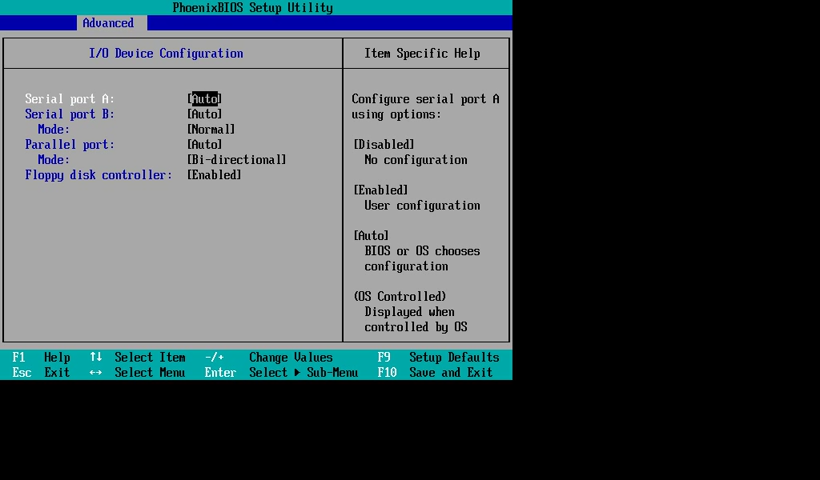 PhoenixBIOS Setup Utility
Advanced
I/O Device Configuration
Item Specific Help
Serial port A: [Auto]
Serial port B: [Auto]
Mode: [Normal]
Parallel port: [Auto]
Mode: [Bi-directional]
Floppy disk controller: [Enabled]
Configure serial port A
using options:
[Disabled]
No configuration
[Enabled]
User configuration
[Auto]
BIOS or OS chooses
configuration
(OS Controlled)
Displayed when
controlled by OS
F1 Help ↑↓ Select Item -/+ Change Values F9 Setup Defaults
Esc Exit ↔ Select Menu Enter Select ▶ Sub-Menu F10 Save and Exit